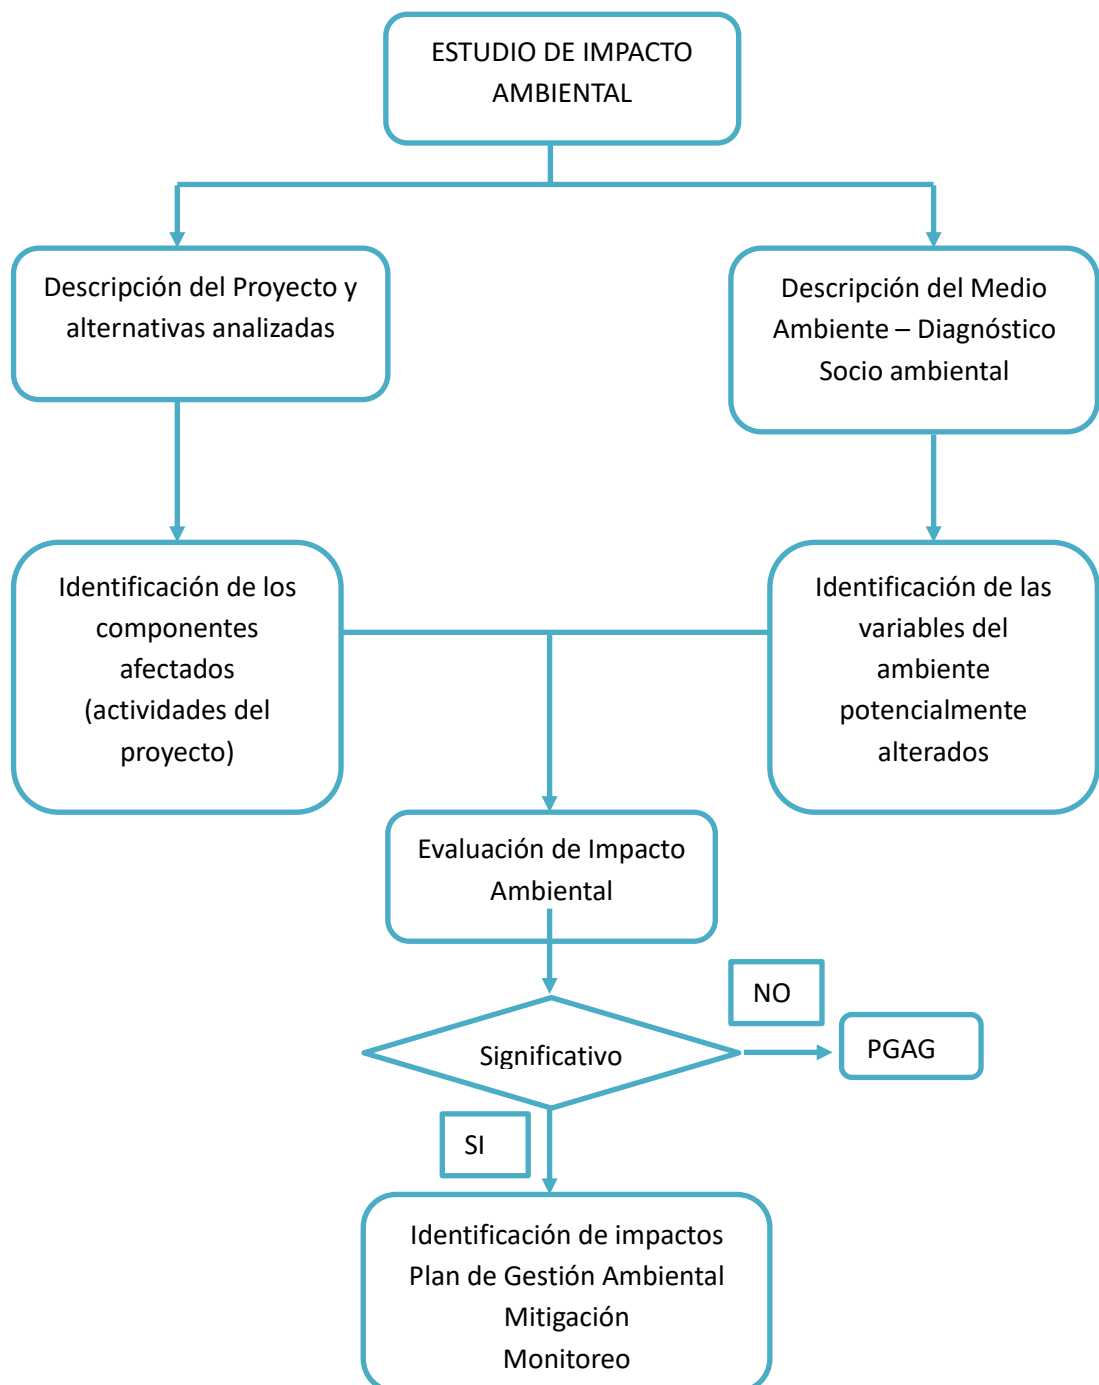 ESTUDIO DE IMPACTO
AMBIENTAL
Descripción del Proyecto y
alternativas analizadas
Descripción del Medio
Ambiente – Diagnóstico
Socio ambiental
Identificación de los
componentes
afectados
(actividades del
proyecto)
Identificación de las
variables del
ambiente
potencialmente
alterados
Evaluación de Impacto
Ambiental
NO
Significativo
PGAG
SI
Identificación de impactos
Plan de Gestión Ambiental
Mitigación
Monitoreo